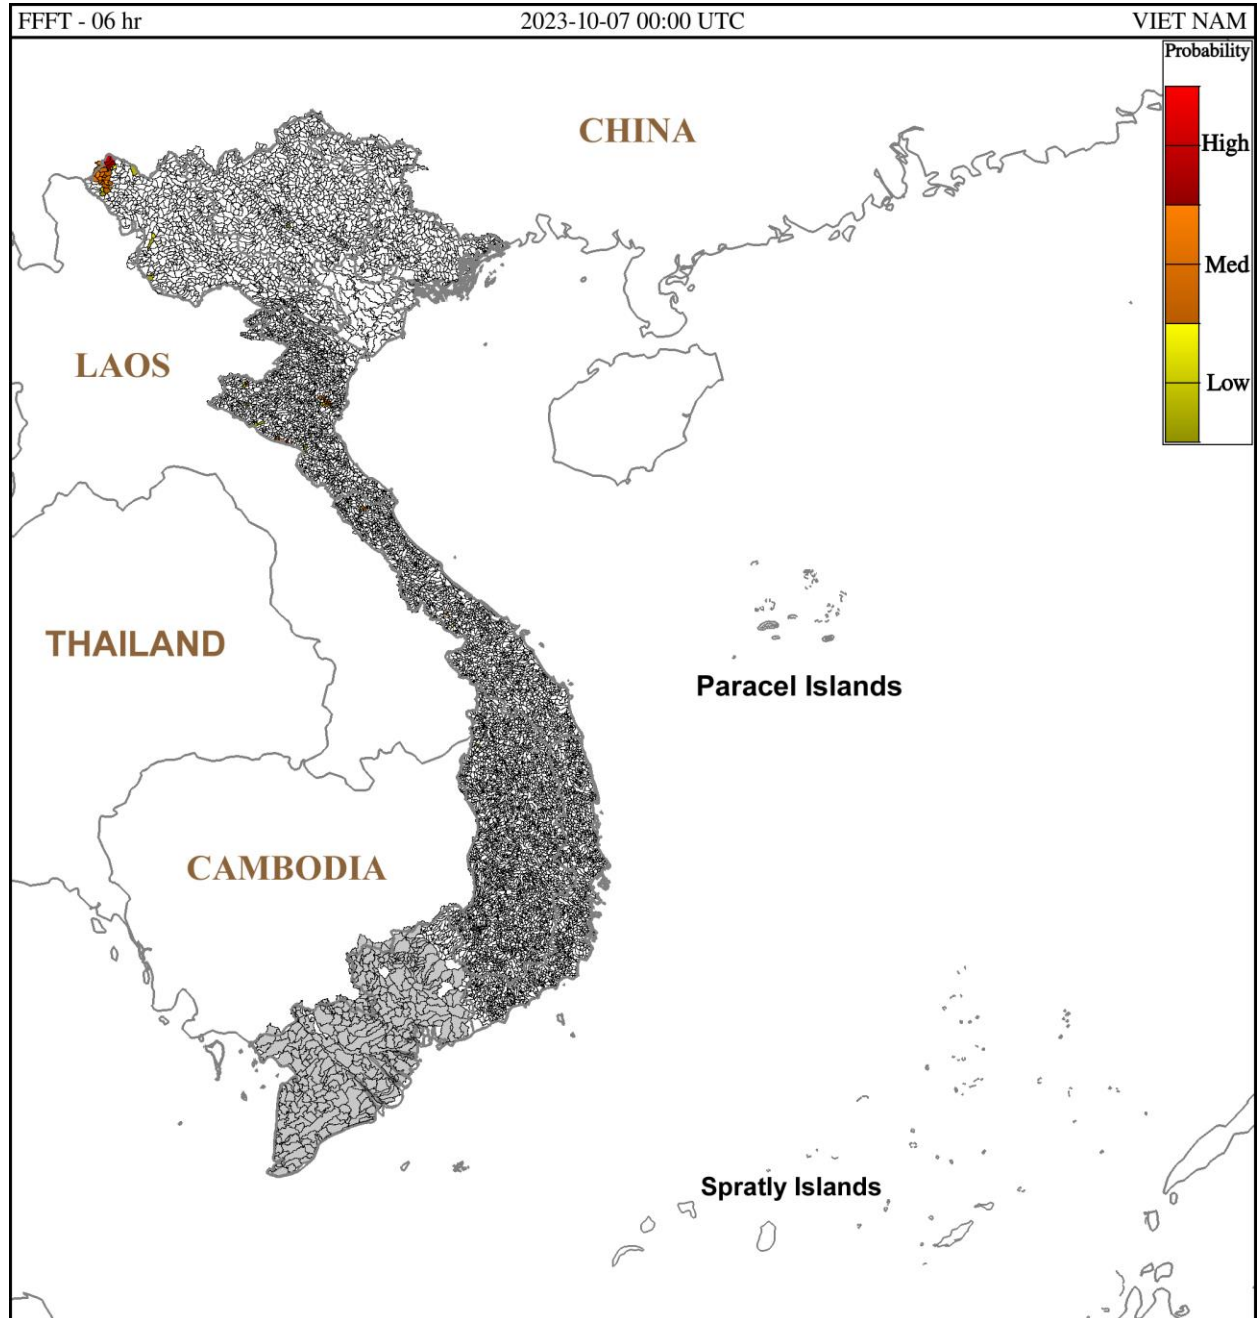 FFFT - 06 hr
2023-10-07 00:00 UTC
VIET NAM
Probability
CHINA
High
Med
LAOS
Low
THAILAND
Paracel Islands
CAMBODIA
Spratly Islands